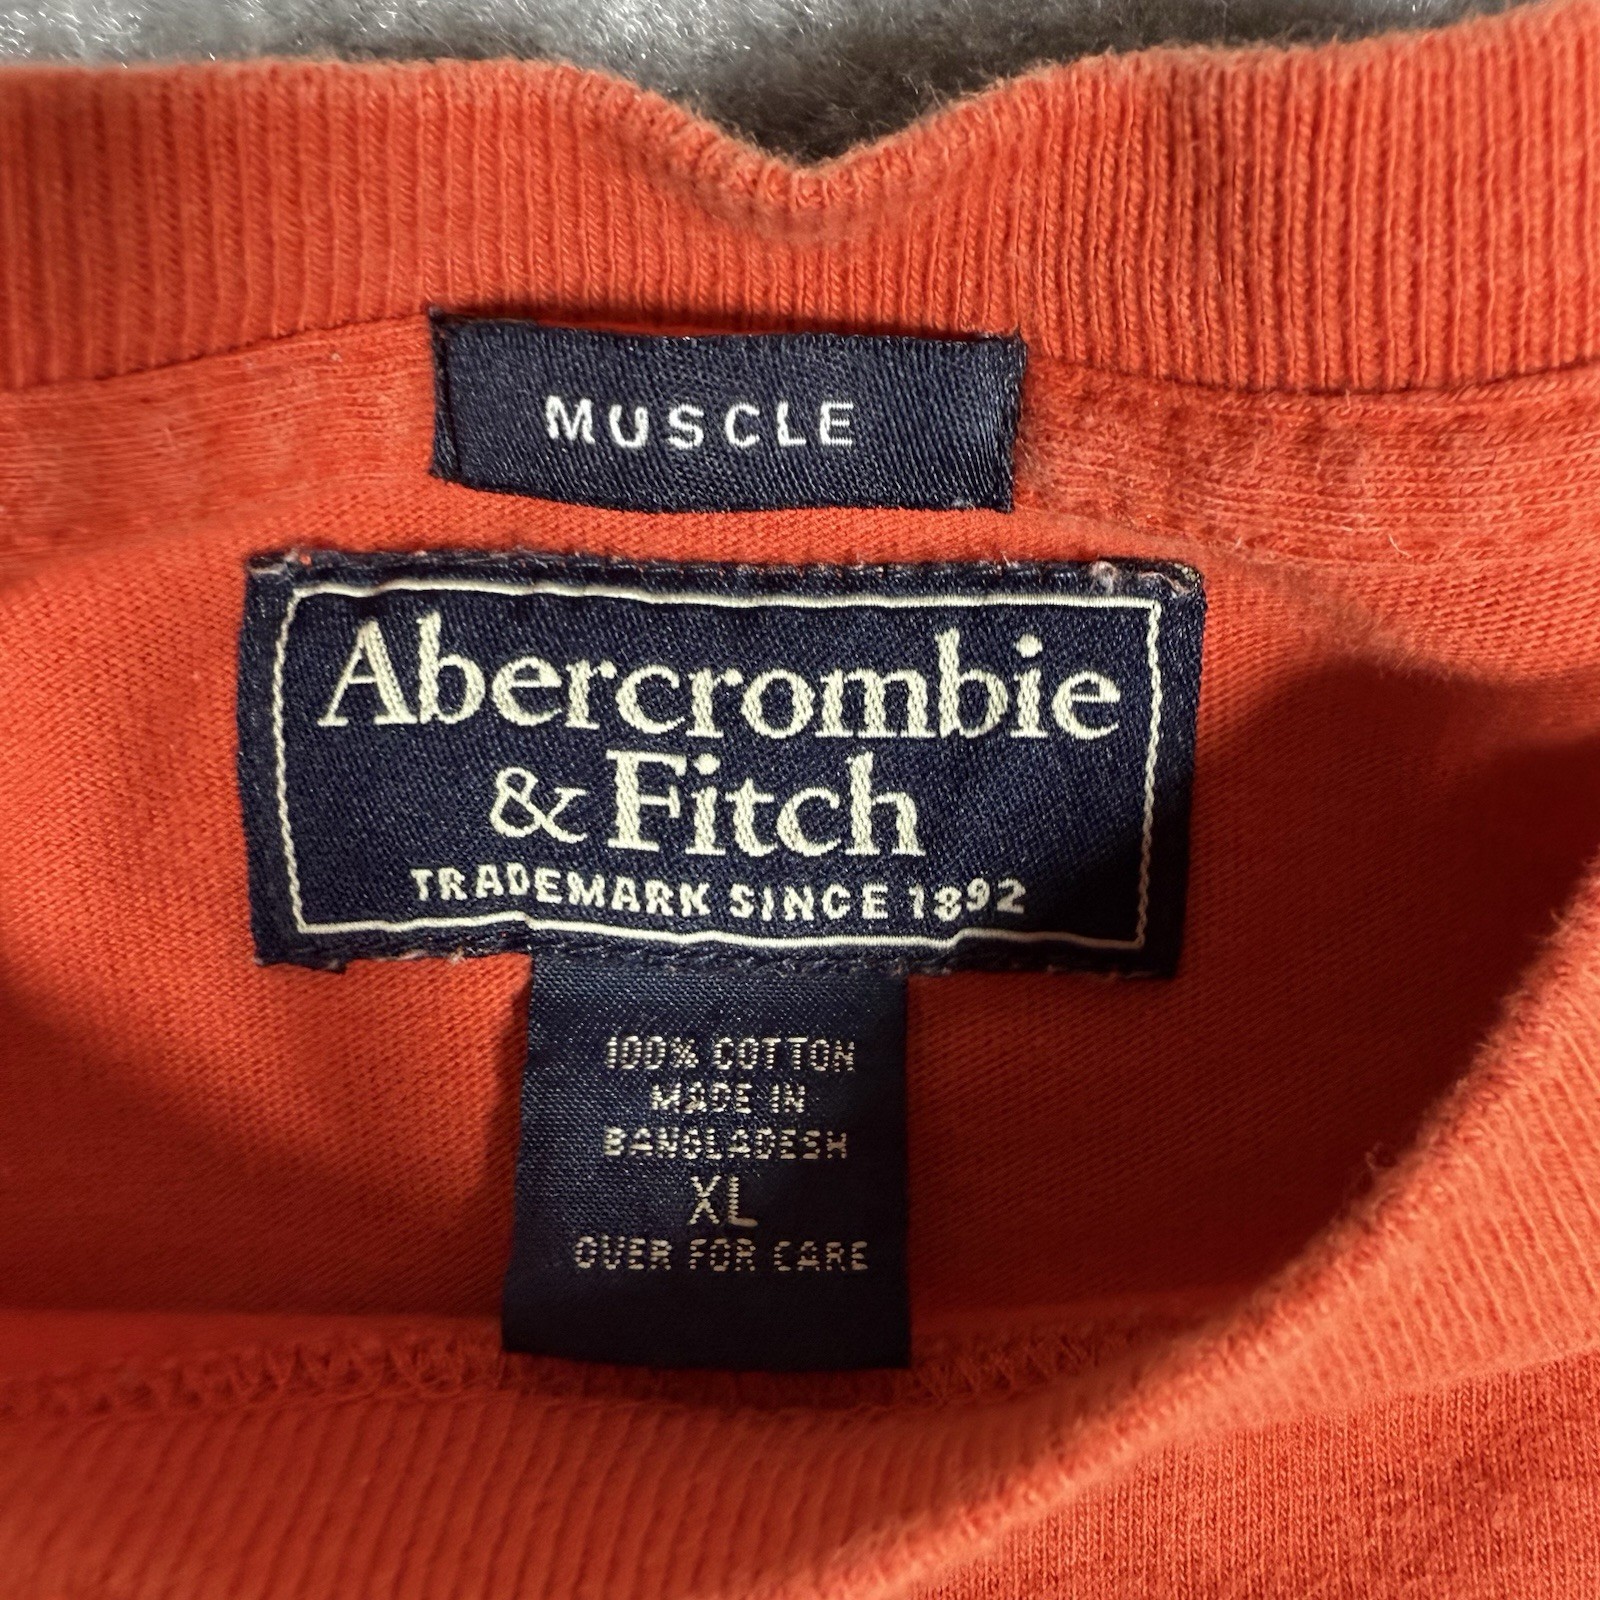 MUSCLE
Abercrombie
& Fitch
TRADEMARK SINCE 1892
100% COTTON
MADE IN
BANGLADESH
XL
OVER FOR CARE